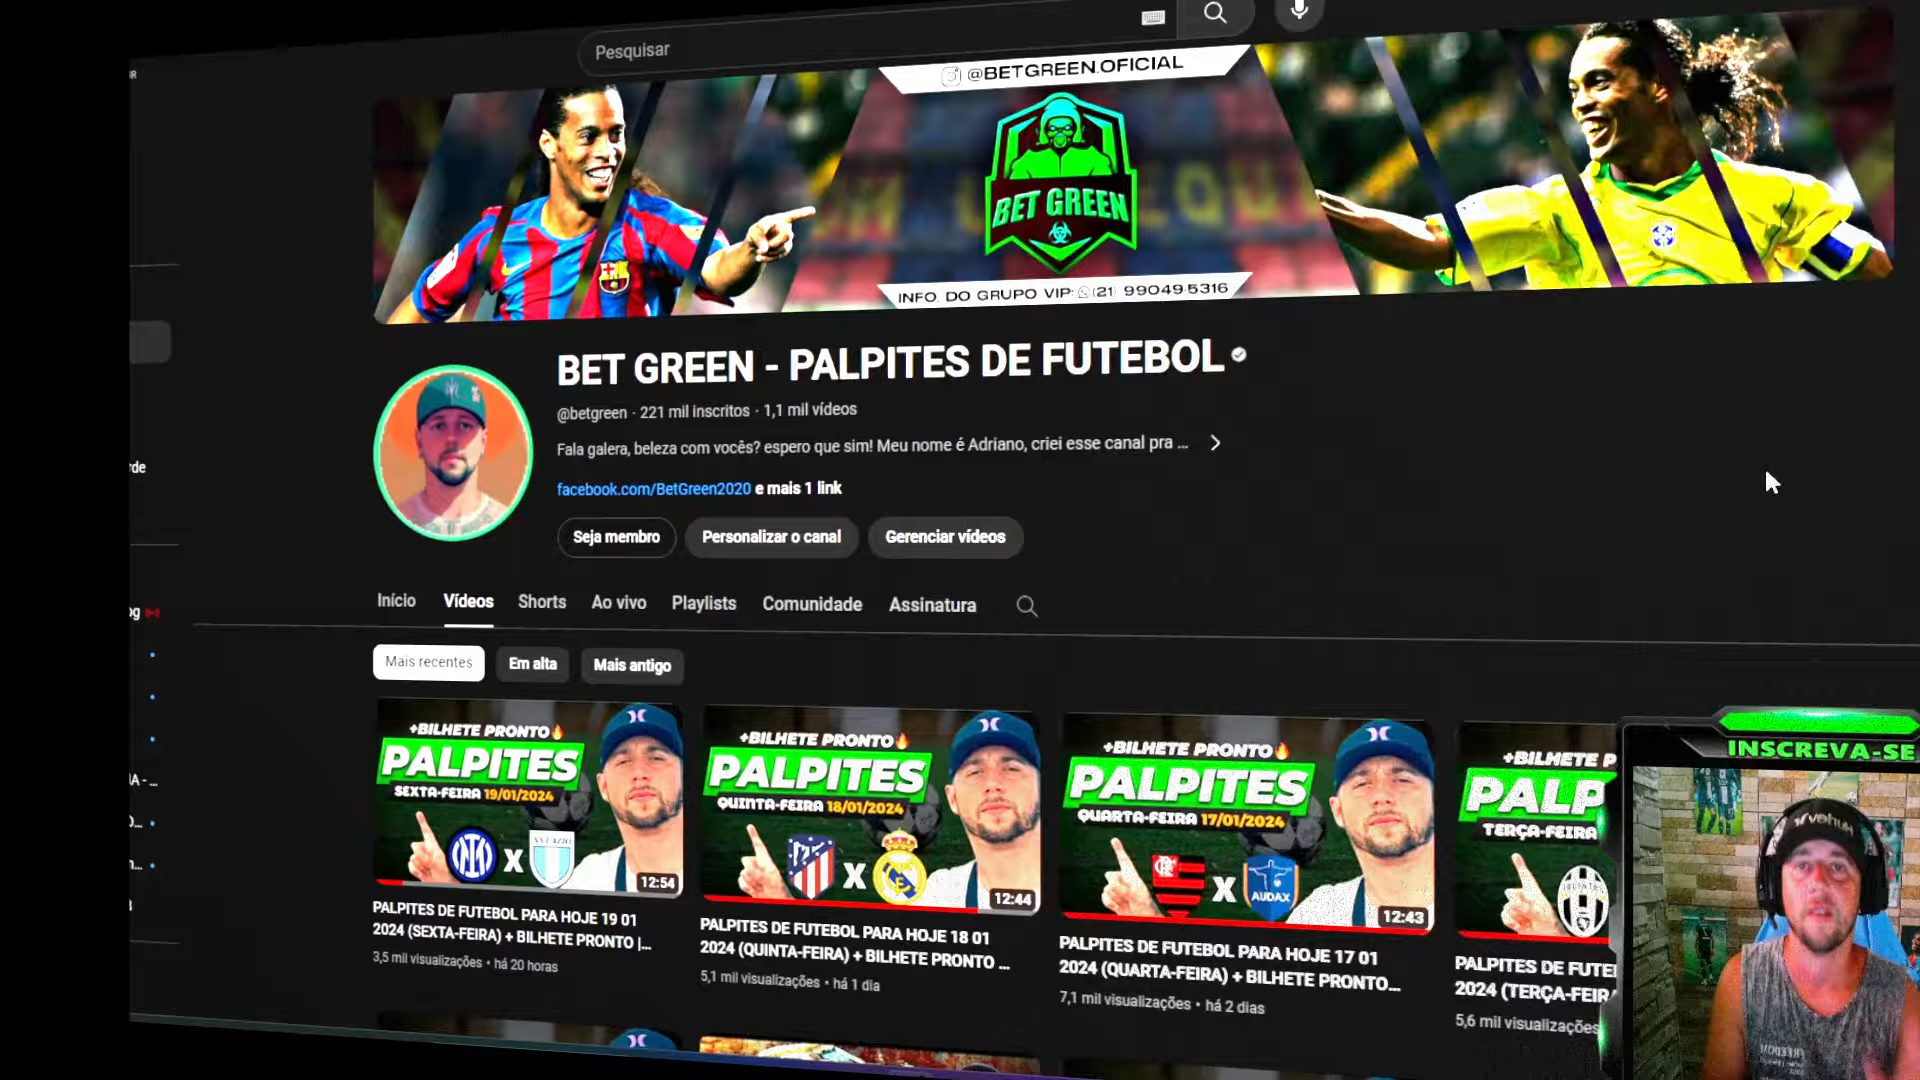 Pesquisar
@BETGREEN.OFICIAL
BET GREEN
INFO. DO GRUPO VIP: (21) 99049-5316
BET GREEN - PALPITES DE FUTEBOL
@betgreen · 221 mil inscritos · 1,1 mil vídeos
Fala galera, beleza com vocês? espero que sim! Meu nome é Adriano, criei esse canal pra ...
facebook.com/BetGreen2020 e mais 1 link
Seja membro Personalizar o canal Gerenciar vídeos
Início Vídeos Shorts Ao vivo Playlists Comunidade Assinatura
Mais recentes Em alta Mais antigo
+BILHETE PRONTO🔥
PALPITES
SEXTA-FEIRA 19/01/2024
X
12:54
PALPITES DE FUTEBOL PARA HOJE 19 01
2024 (SEXTA-FEIRA) + BILHETE PRONTO |...
3,5 mil visualizações • há 20 horas
+BILHETE PRONTO🔥
PALPITES
QUINTA-FEIRA 18/01/2024
X
12:44
PALPITES DE FUTEBOL PARA HOJE 18 01
2024 (QUINTA-FEIRA) + BILHETE PRONTO ...
5,1 mil visualizações • há 1 dia
+BILHETE PRONTO🔥
PALPITES
QUARTA-FEIRA 17/01/2024
X
AUDAX
12:43
PALPITES DE FUTEBOL PARA HOJE 17 01
2024 (QUARTA-FEIRA) + BILHETE PRONTO...
7,1 mil visualizações • há 2 dias
+BILHETE P
PALP
TERÇA-FEIRA
PALPITES DE FUTE
2024 (TERÇA-FEIR
5,6 mil visualizações
INSCREVA-SE